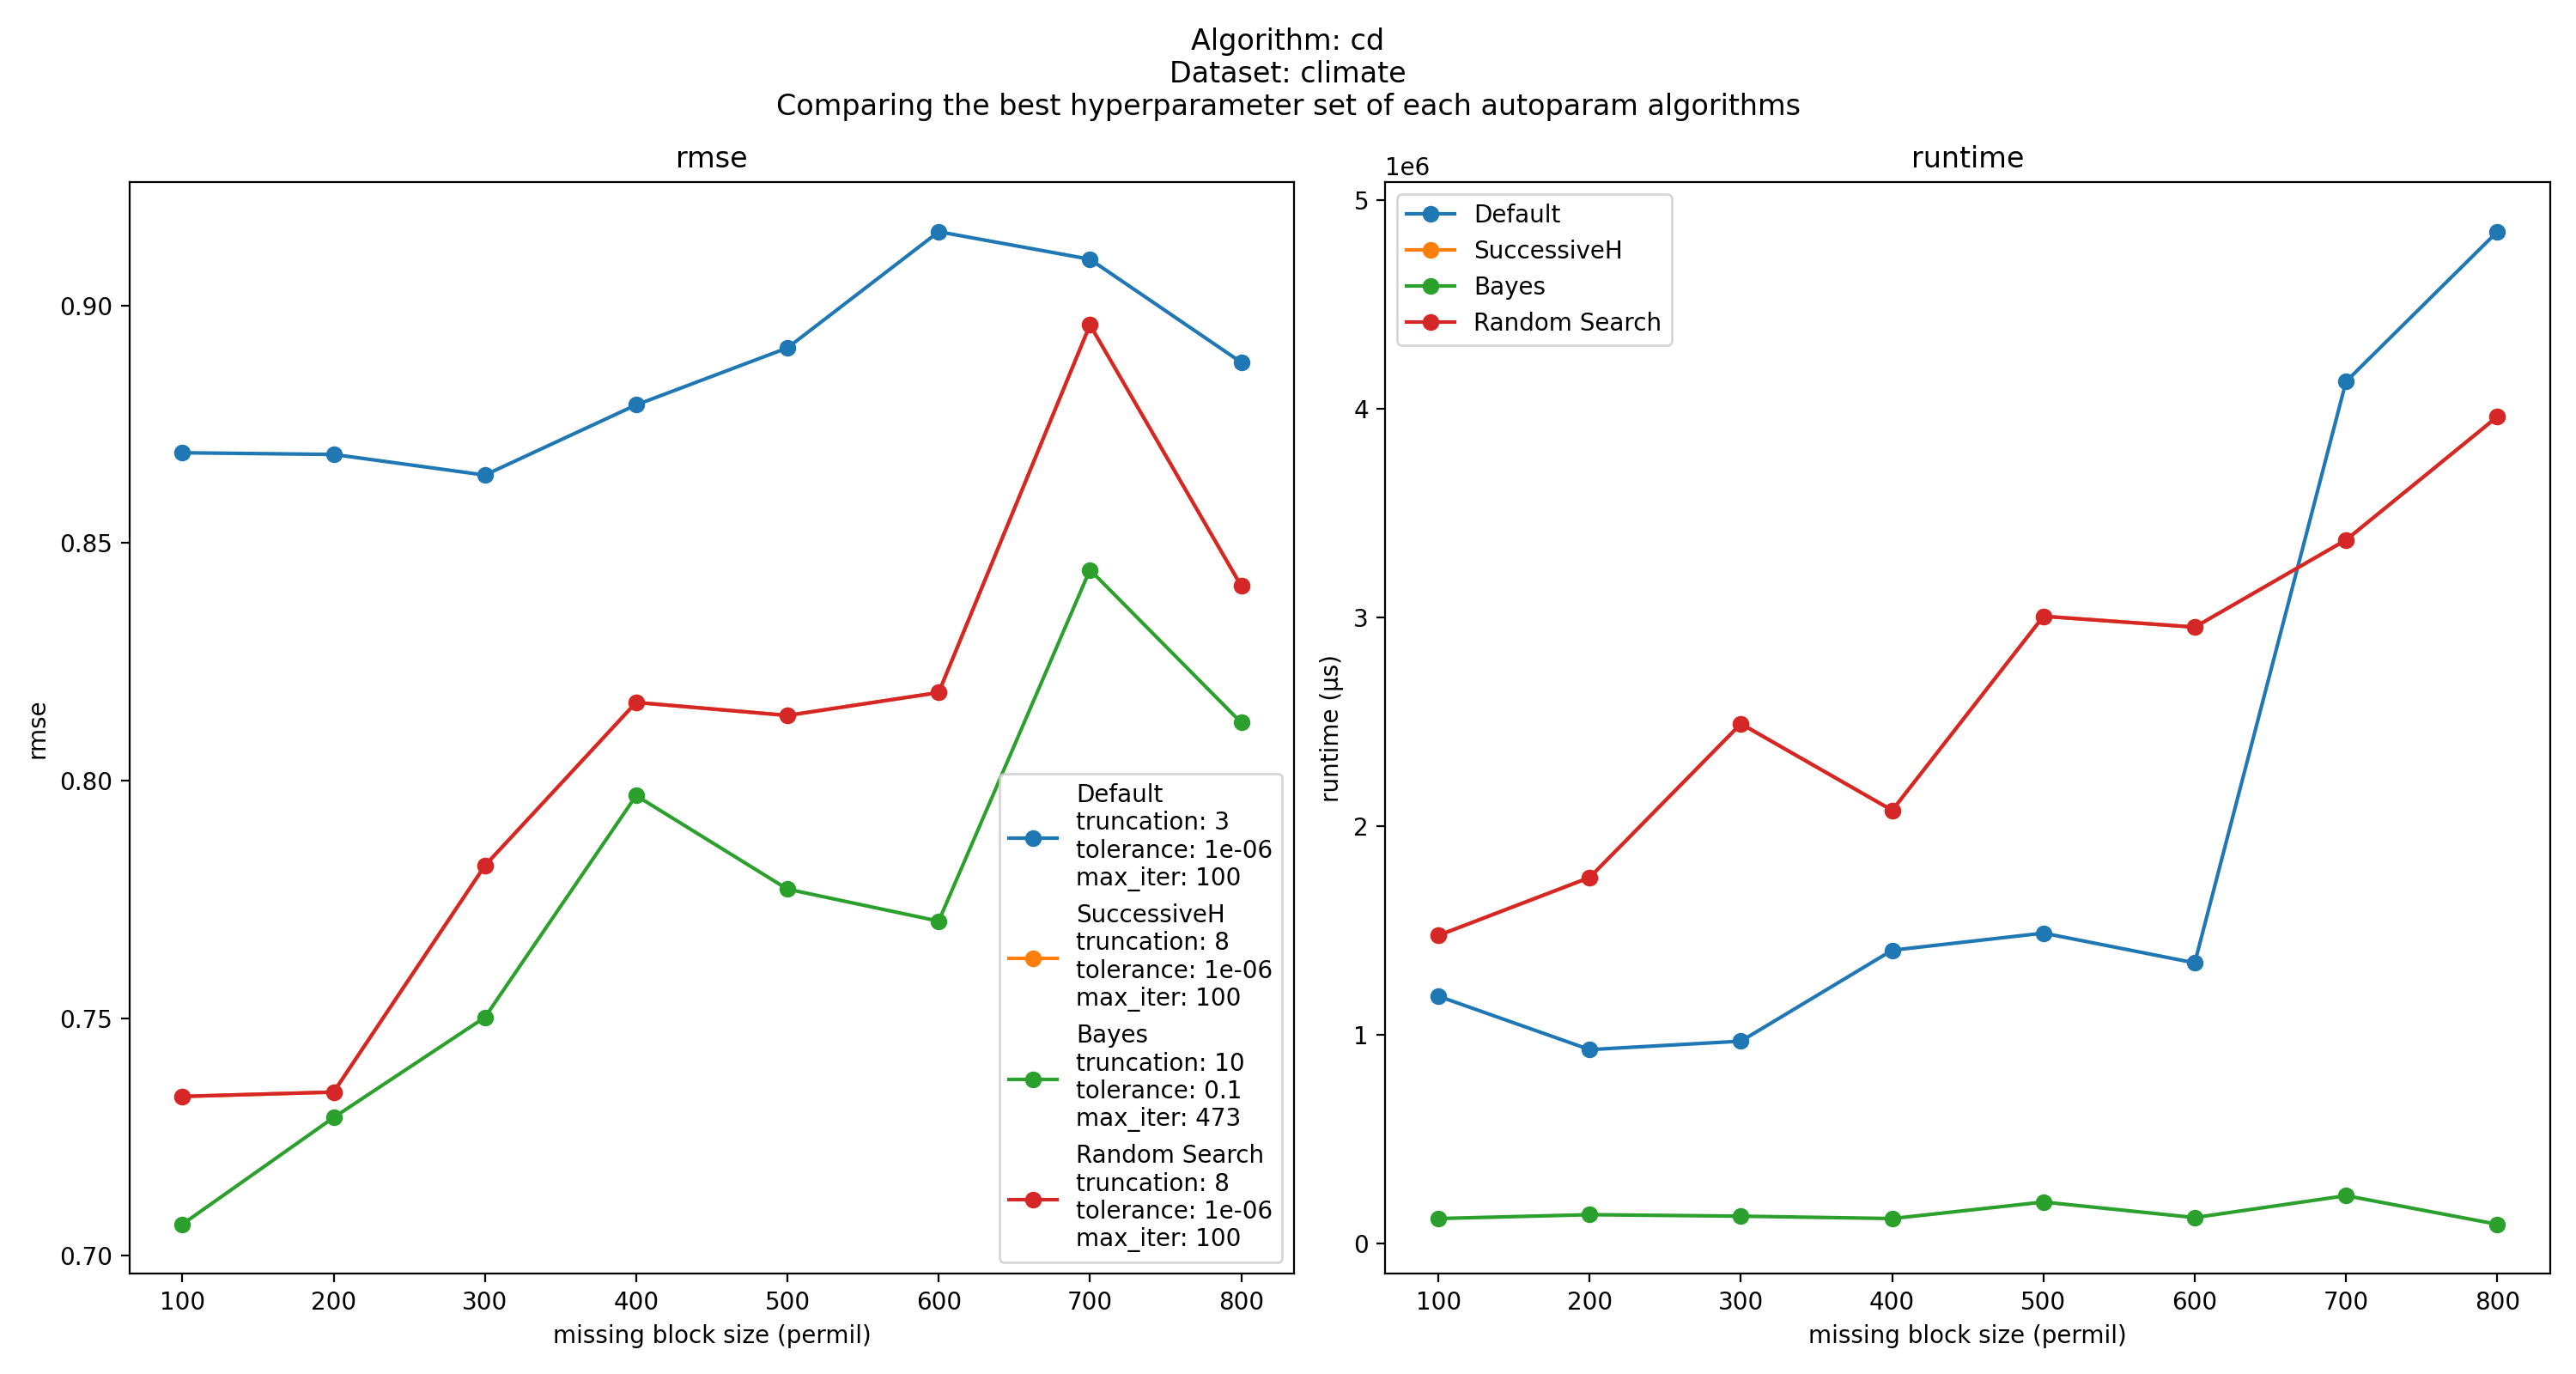 Algorithm: cd
Dataset: climate
Comparing the best hyperparameter set of each autoparam algorithms
rmse
0.90
0.85
0.80
0.75
0.70
rmse
100 200 300 400 500 600 700 800
missing block size (permil)
Default
truncation: 3
tolerance: 1e-06
max_iter: 100
SuccessiveH
truncation: 8
tolerance: 1e-06
max_iter: 100
Bayes
truncation: 10
tolerance: 0.1
max_iter: 473
Random Search
truncation: 8
tolerance: 1e-06
max_iter: 100
runtime
1e6
5
4
3
2
1
0
runtime (µs)
100 200 300 400 500 600 700 800
missing block size (permil)
Default
SuccessiveH
Bayes
Random Search